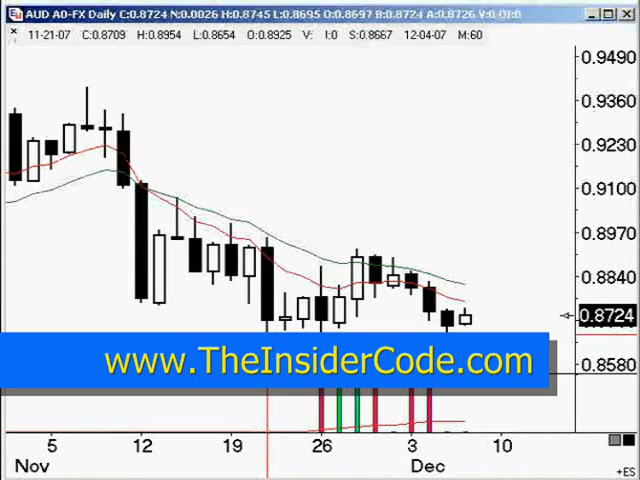 AUD A0-FX Daily C:0.8724 N:0.0026 H:0.8745 L:0.8695 O:0.8697 B:0.8724 A:0.8726 V:0 OI:0
11-21-07 C:0.8709 H:0.8954 L:0.8654 O:0.8925 V: I:0 S:0.8667 12-04-07 M:60
0.9490
0.9360
0.9230
0.9100
0.8970
0.8840
0.8724
0.8580
www.TheInsiderCode.com
5 12 19 26 3 10
Nov Dec
+ES